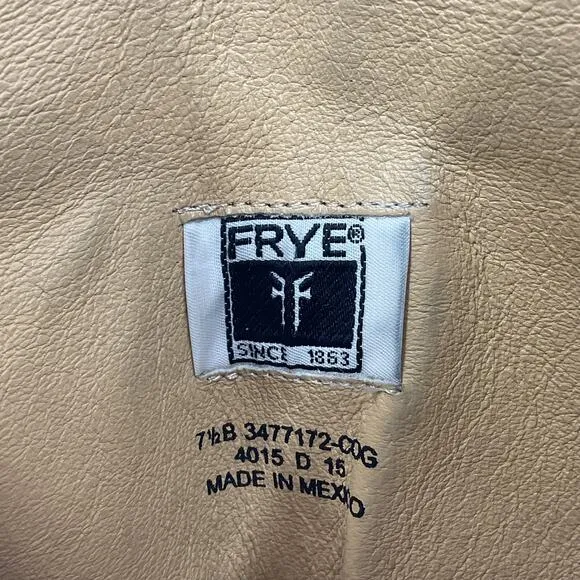 FRYE®
SINCE 1863
7½B 3477172-COG
4015 D 15
MADE IN MEXICO